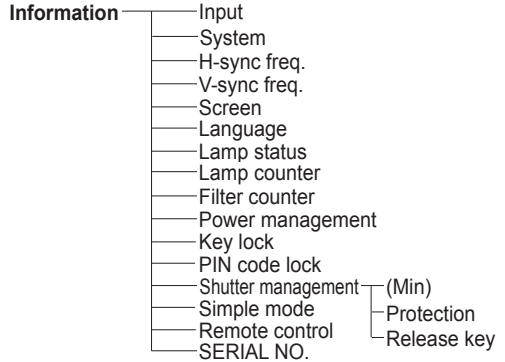 Information Input
System
H-sync freq.
V-sync freq.
Screen
Language
Lamp status
Lamp counter
Filter counter
Power management
Key lock
PIN code lock
Shutter management (Min)
Simple mode Protection
Remote control Release key
SERIAL NO.